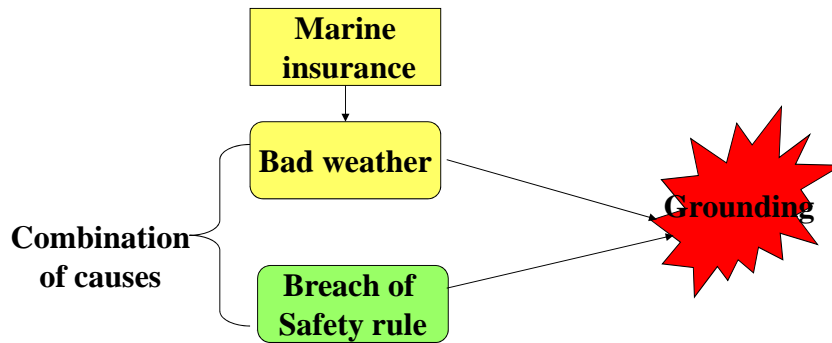 Marine
insurance
Bad weather
Grounding
Combination
of causes
Breach of
Safety rule